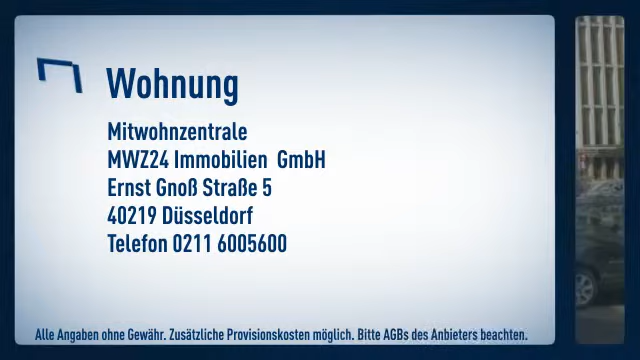 Wohnung
Mitwohnzentrale
MWZ24 Immobilien GmbH
Ernst Gnoß Straße 5
40219 Düsseldorf
Telefon 0211 6005600
Alle Angaben ohne Gewähr. Zusätzliche Provisionskosten möglich. Bitte AGBs des Anbieters beachten.